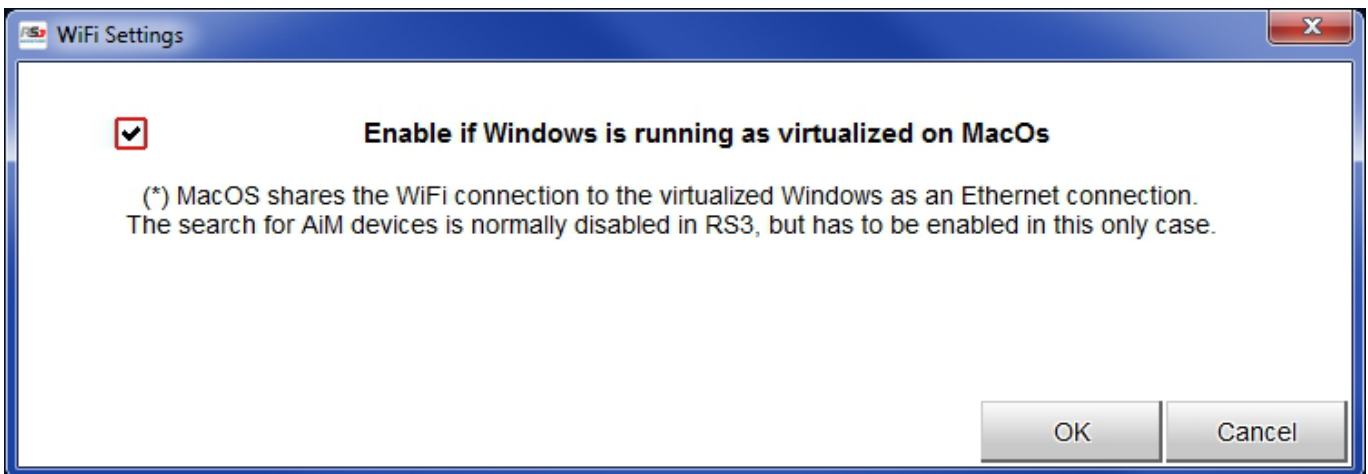 RS3 WiFi Settings
Enable if Windows is running as virtualized on MacOs
(*) MacOS shares the WiFi connection to the virtualized Windows as an Ethernet connection.
The search for AiM devices is normally disabled in RS3, but has to be enabled in this only case.
OK Cancel